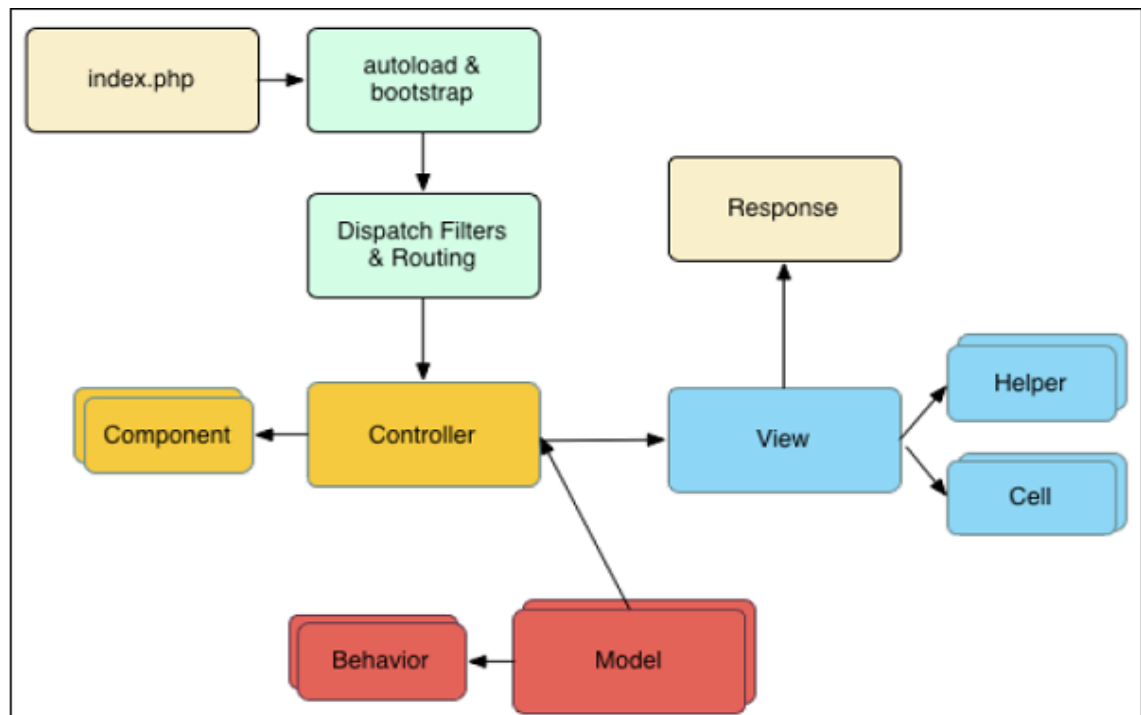 index.php
autoload &
bootstrap
Dispatch Filters
& Routing
Response
Component
Controller
View
Helper
Cell
Behavior
Model